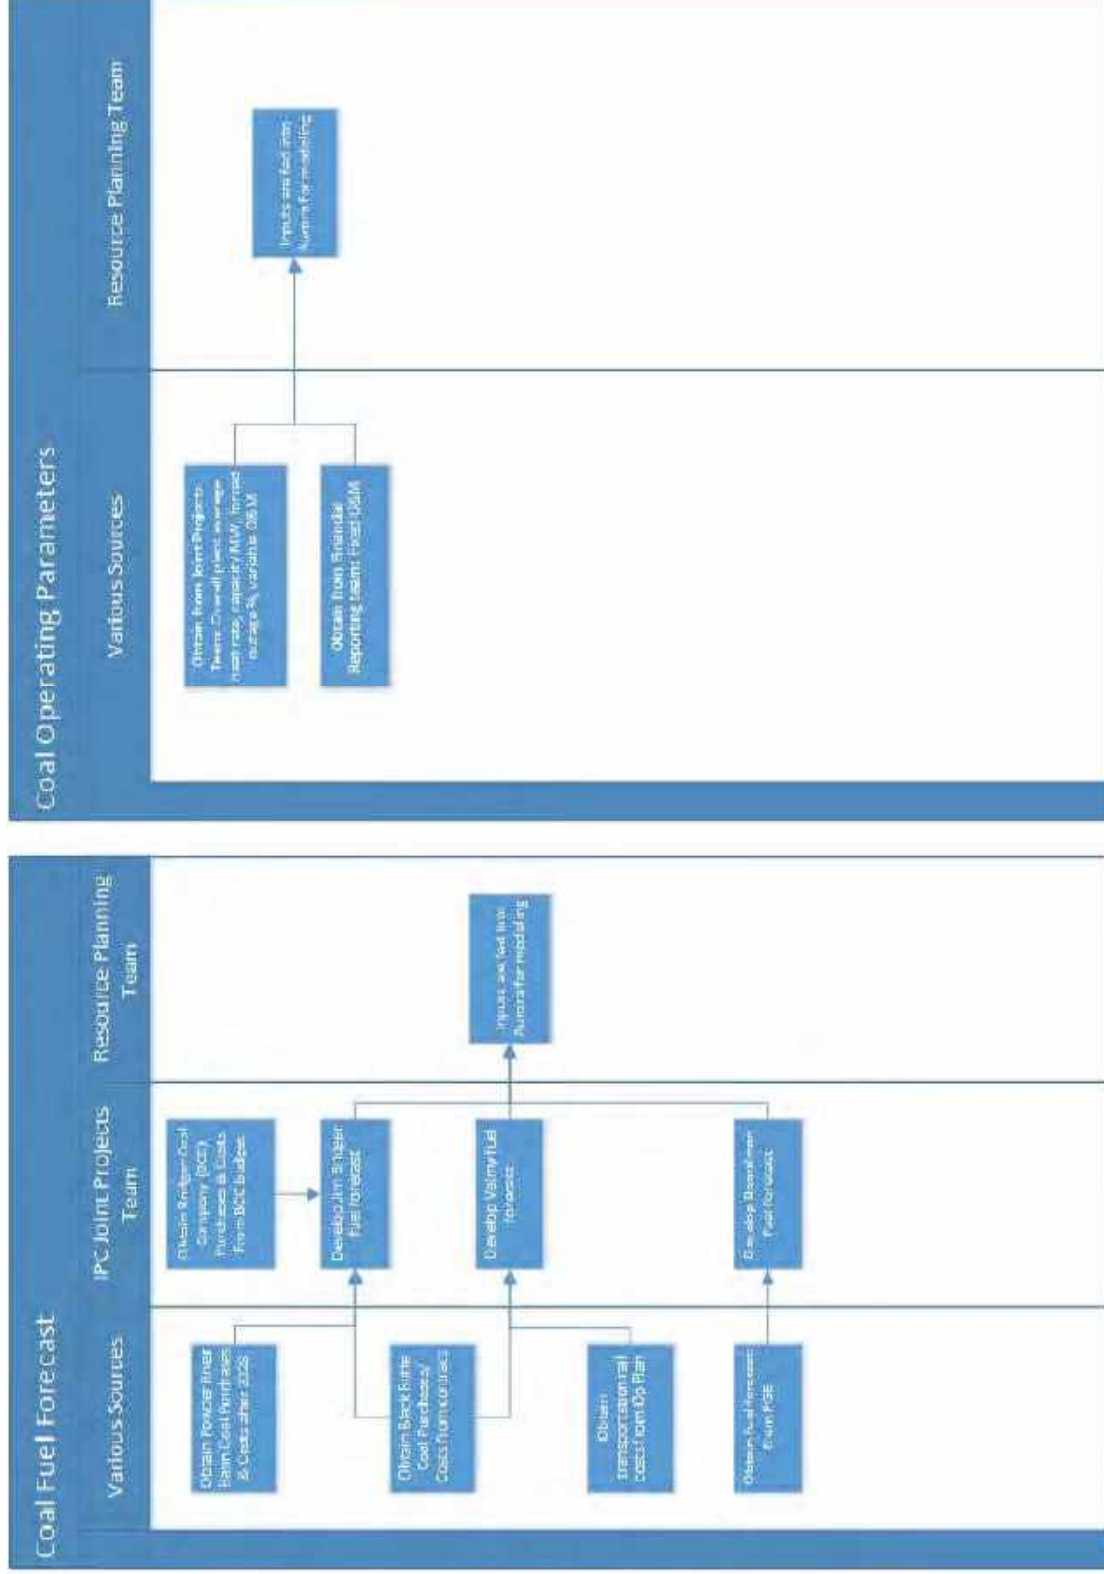 Coal Fuel Forecast
Various Sources
IPC Joint Projects
Team
Resource Planning
Team
Obtain Powder River
Basin Coal Purchases
& Costs after 2028
Obtain Black Butte
Coal Purchases/
Costs from contract
Obtain
transportation rail
costs from Op Plan
Obtain fuel forecast
from PGE
Obtain Bridger Coal
Company (BCC)
Purchases & Costs
from BCC budget
Develop Jim Bridger
fuel forecast
Develop Valmy fuel
forecast
Develop Boardman
Fuel forecast
Inputs are fed into
Aurora for modeling
Coal Operating Parameters
Various Sources
Resource Planning Team
Obtain from Joint Projects
Team: Overall plant average
heat rate, capacity MW, forced
outage %, variable O&M
Obtain from Financial
Reporting team: Fixed O&M
Inputs are fed into
Aurora for modeling